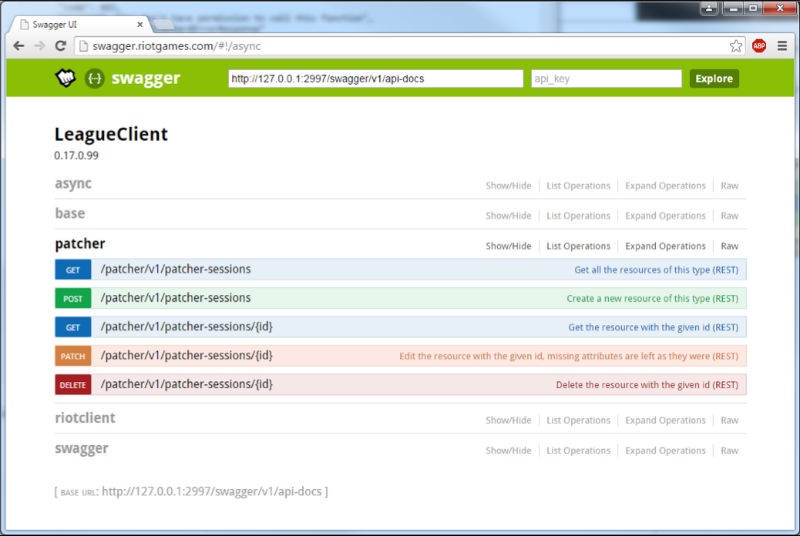 Swagger UI
swagger.riotgames.com/#!/async
ABP
swagger http://127.0.0.1:2997/swagger/v1/api-docs api_key Explore
LeagueClient
0.17.0.99
async Show/Hide List Operations Expand Operations Raw
base Show/Hide List Operations Expand Operations Raw
patcher Show/Hide List Operations Expand Operations Raw
GET /patcher/v1/patcher-sessions Get all the resources of this type (REST)
POST /patcher/v1/patcher-sessions Create a new resource of this type (REST)
GET /patcher/v1/patcher-sessions/{id} Get the resource with the given id (REST)
PATCH /patcher/v1/patcher-sessions/{id} Edit the resource with the given id, missing attributes are left as they were (REST)
DELETE /patcher/v1/patcher-sessions/{id} Delete the resource with the given id (REST)
riotclient Show/Hide List Operations Expand Operations Raw
swagger Show/Hide List Operations Expand Operations Raw
[ BASE URL: http://127.0.0.1:2997/swagger/v1/api-docs ]